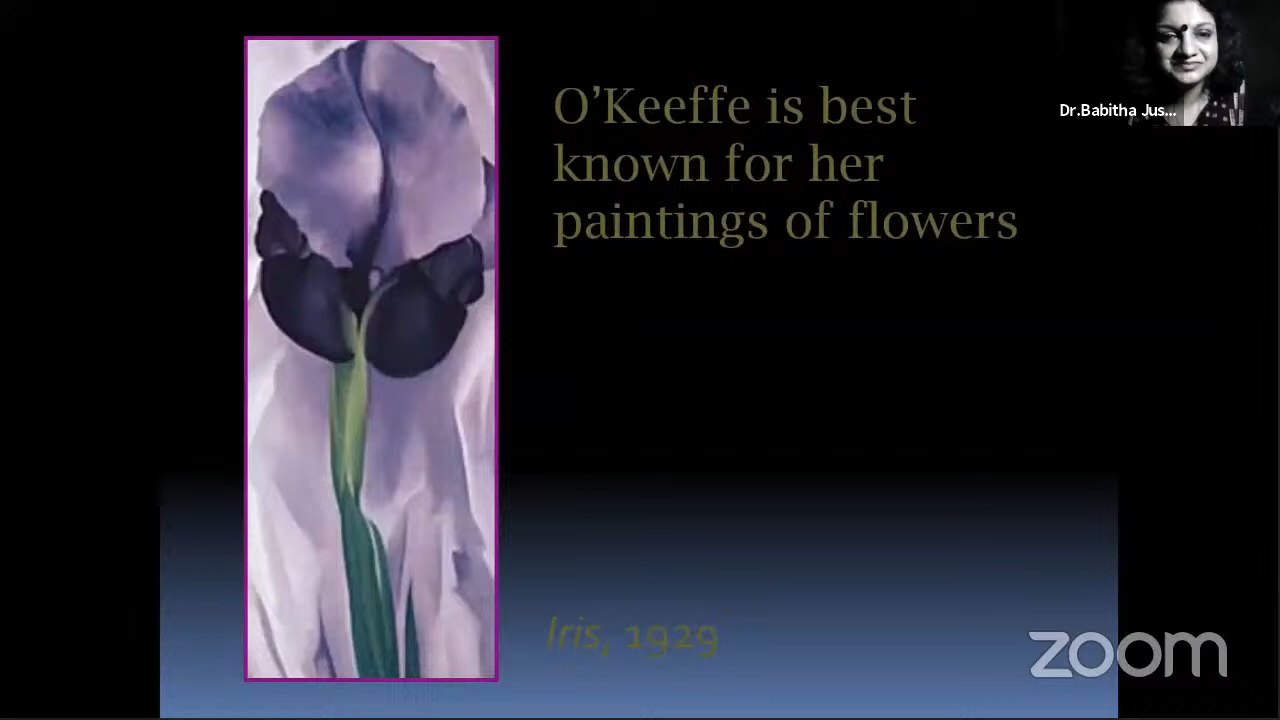 Dr.Babitha Jus...
O'Keeffe is best
known for her
paintings of flowers
Iris, 1929
zoom